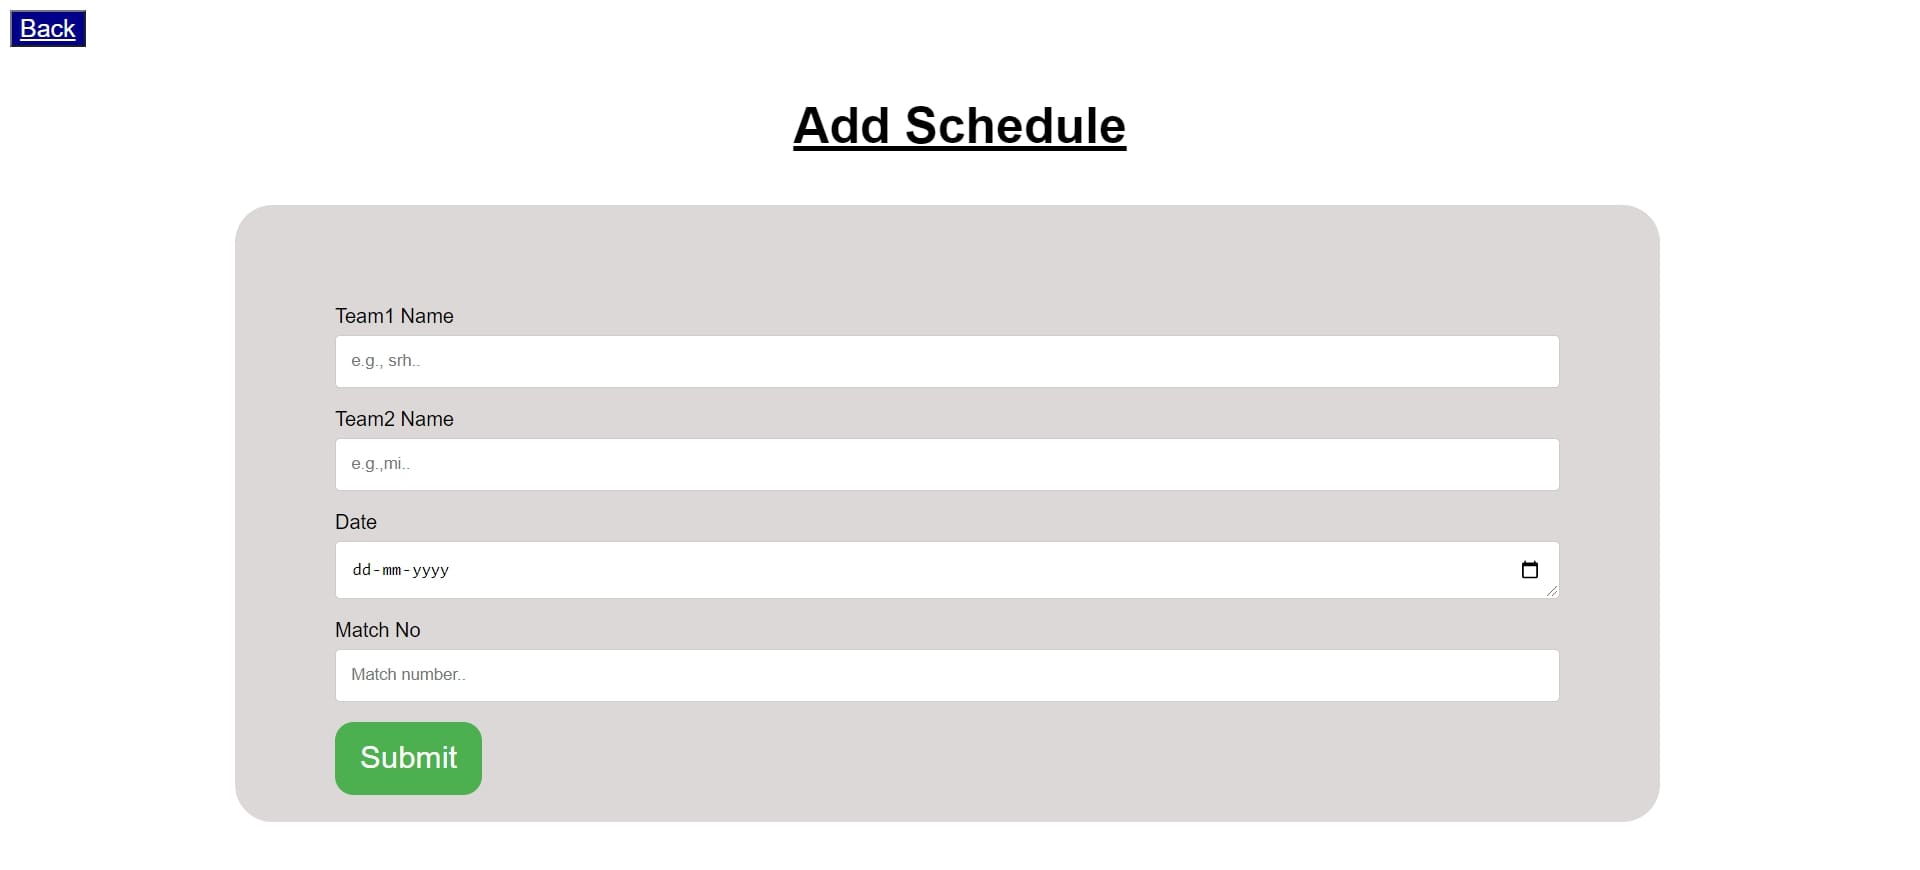 Back
Add Schedule
Team1 Name
e.g., srh..
Team2 Name
e.g.,mi..
Date
dd-mm-yyyy
Match No
Match number..
Submit